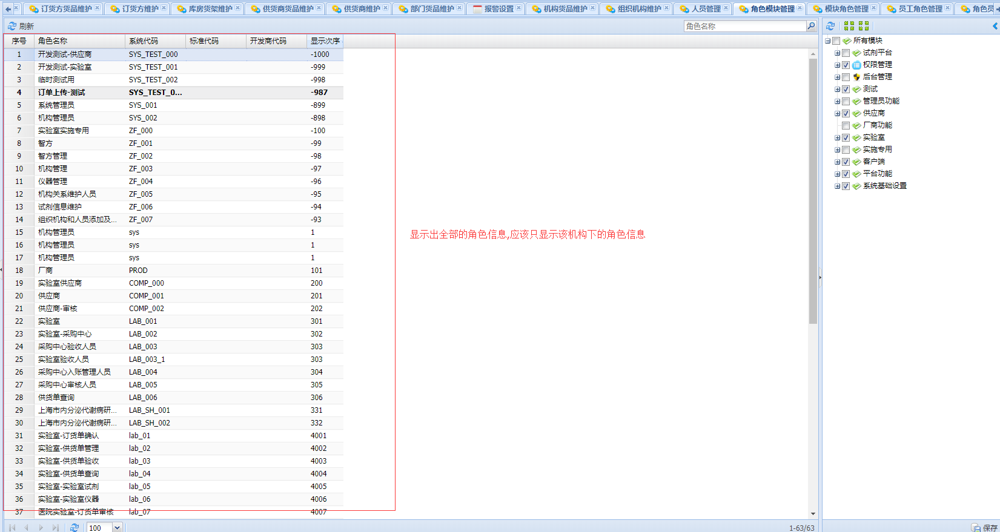 订货方货品维护 订货方维护 库房货架维护 供货商货品维护 供货商维护 部门货品维护 报警设置 机构货品维护 组织机构维护 人员管理 角色模块管理 模块角色管理 员工角色管理 角色员
刷新 角色名称
序号 角色名称 系统代码 标准代码 开发商代码 显示次序
1 开发测试-供应商 SYS_TEST_000 -1000
2 开发测试-实验室 SYS_TEST_001 -999
3 临时测试用 SYS_TEST_002 -998
4 订单上传-测试 SYS_TEST_0... -987
5 系统管理员 SYS_001 -899
6 机构管理员 SYS_002 -898
7 实验室实施专用 ZF_000 -100
8 智方 ZF_001 -99
9 智方管理 ZF_002 -98
10 机构管理 ZF_003 -97
11 仪器管理 ZF_004 -96
12 机构关系维护人员 ZF_005 -95
13 试剂信息维护 ZF_006 -94
14 组织机构和人员添加及... ZF_007 -93
15 机构管理员 sys 1
16 机构管理员 sys 1
17 机构管理员 sys 1
18 厂商 PROD 101
19 实验室供应商 COMP_000 200
20 供应商 COMP_001 201
21 供应商-审核 COMP_002 202
22 实验室 LAB_001 301
23 实验室-采购中心 LAB_002 302
24 采购中心验收人员 LAB_003 303
25 实验室验收人员 LAB_003_1 303
26 采购中心入账管理人员 LAB_004 304
27 采购中心审核人员 LAB_005 305
28 供货单查询 LAB_006 306
29 上海市内分泌代谢病研... LAB_SH_001 331
30 上海市内分泌代谢病研... LAB_SH_002 332
31 实验室-订货单确认 lab_01 4001
32 实验室-供货单管理 lab_02 4002
33 实验室-供货单验收 lab_03 4003
34 实验室-供货单查询 lab_04 4004
35 实验室-实验室试剂 lab_05 4005
36 实验室-实验室仪器 lab_06 4006
37 医院实验室-订货单审核 lab_07 4007
显示出全部的角色信息,应该只显示该机构下的角色信息
100 1-63/63
所有模块
试剂平台
权限管理
后台管理
测试
管理员功能
供应商
厂商功能
实验室
实施专用
客户端
平台功能
系统基础设置
保存